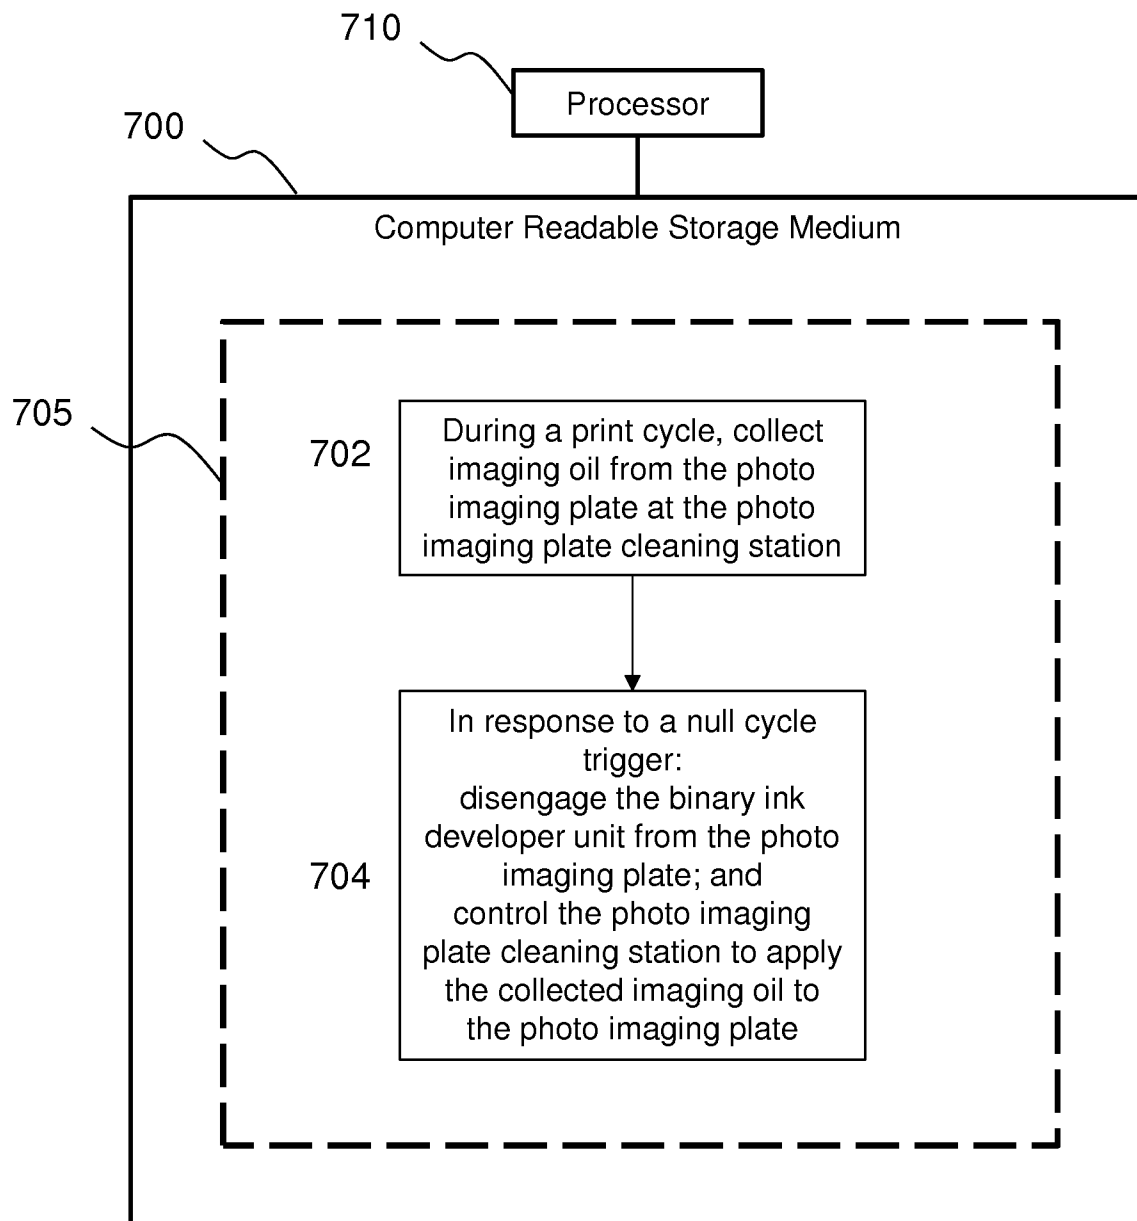 710
Processor
700
Computer Readable Storage Medium
705
702
During a print cycle, collect
imaging oil from the photo
imaging plate at the photo
imaging plate cleaning station
704
In response to a null cycle
trigger:
disengage the binary ink
developer unit from the photo
imaging plate; and
control the photo imaging
plate cleaning station to apply
the collected imaging oil to
the photo imaging plate